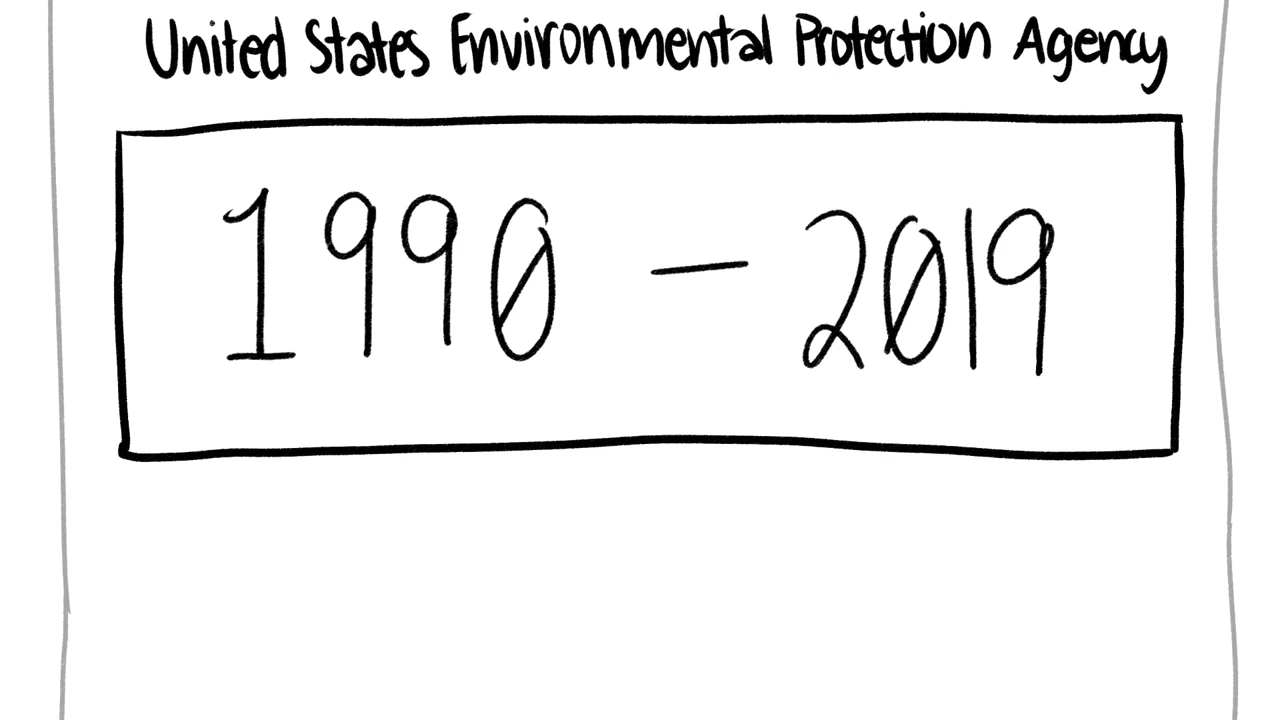 United States Environmental Protection Agency
1990 – 2019